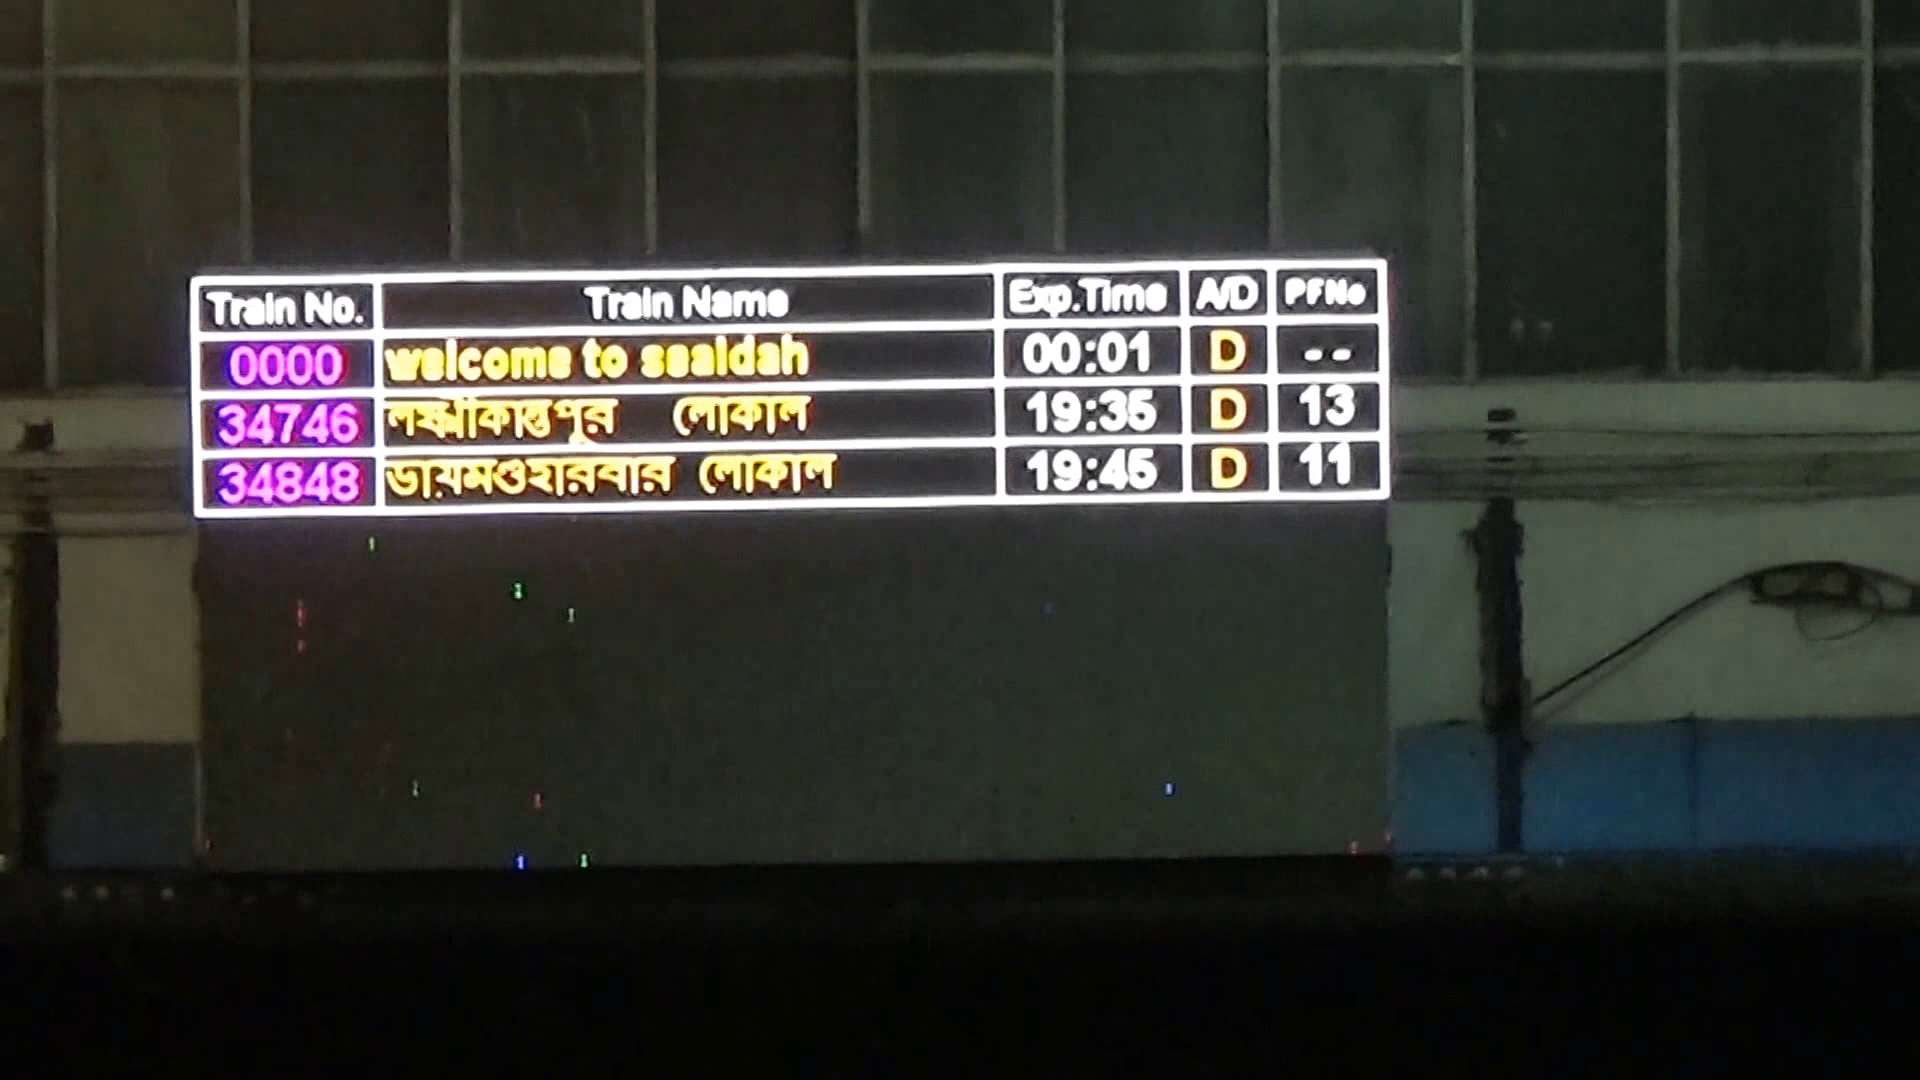 Train No. Train Name Exp.Time A/D PFNo
0000 welcome to sealdah 00:01 D --
34746 লক্ষ্মীকান্তপুর লোকাল 19:35 D 13
34848 ডায়মণ্ডহারবার লোকাল 19:45 D 11